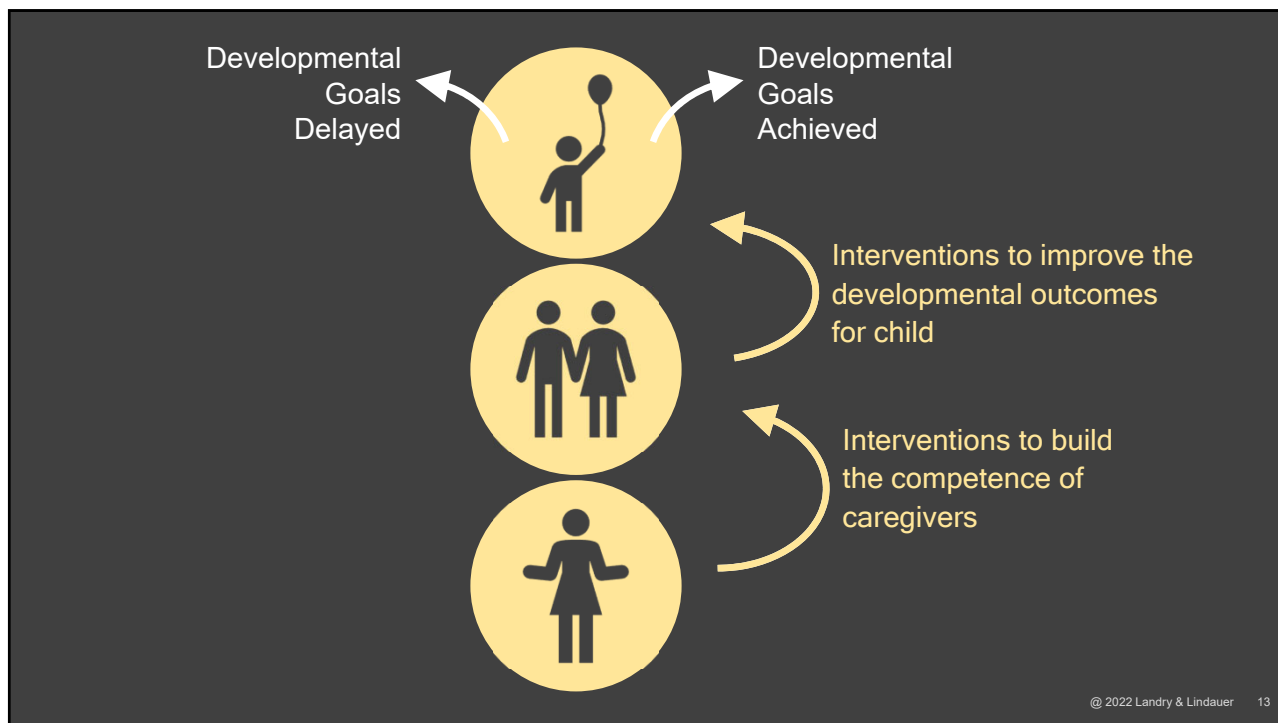 Developmental
Goals
Delayed
Developmental
Goals
Achieved
Interventions to improve the
developmental outcomes
for child
Interventions to build
the competence of
caregivers
@ 2022 Landry & Lindauer 13